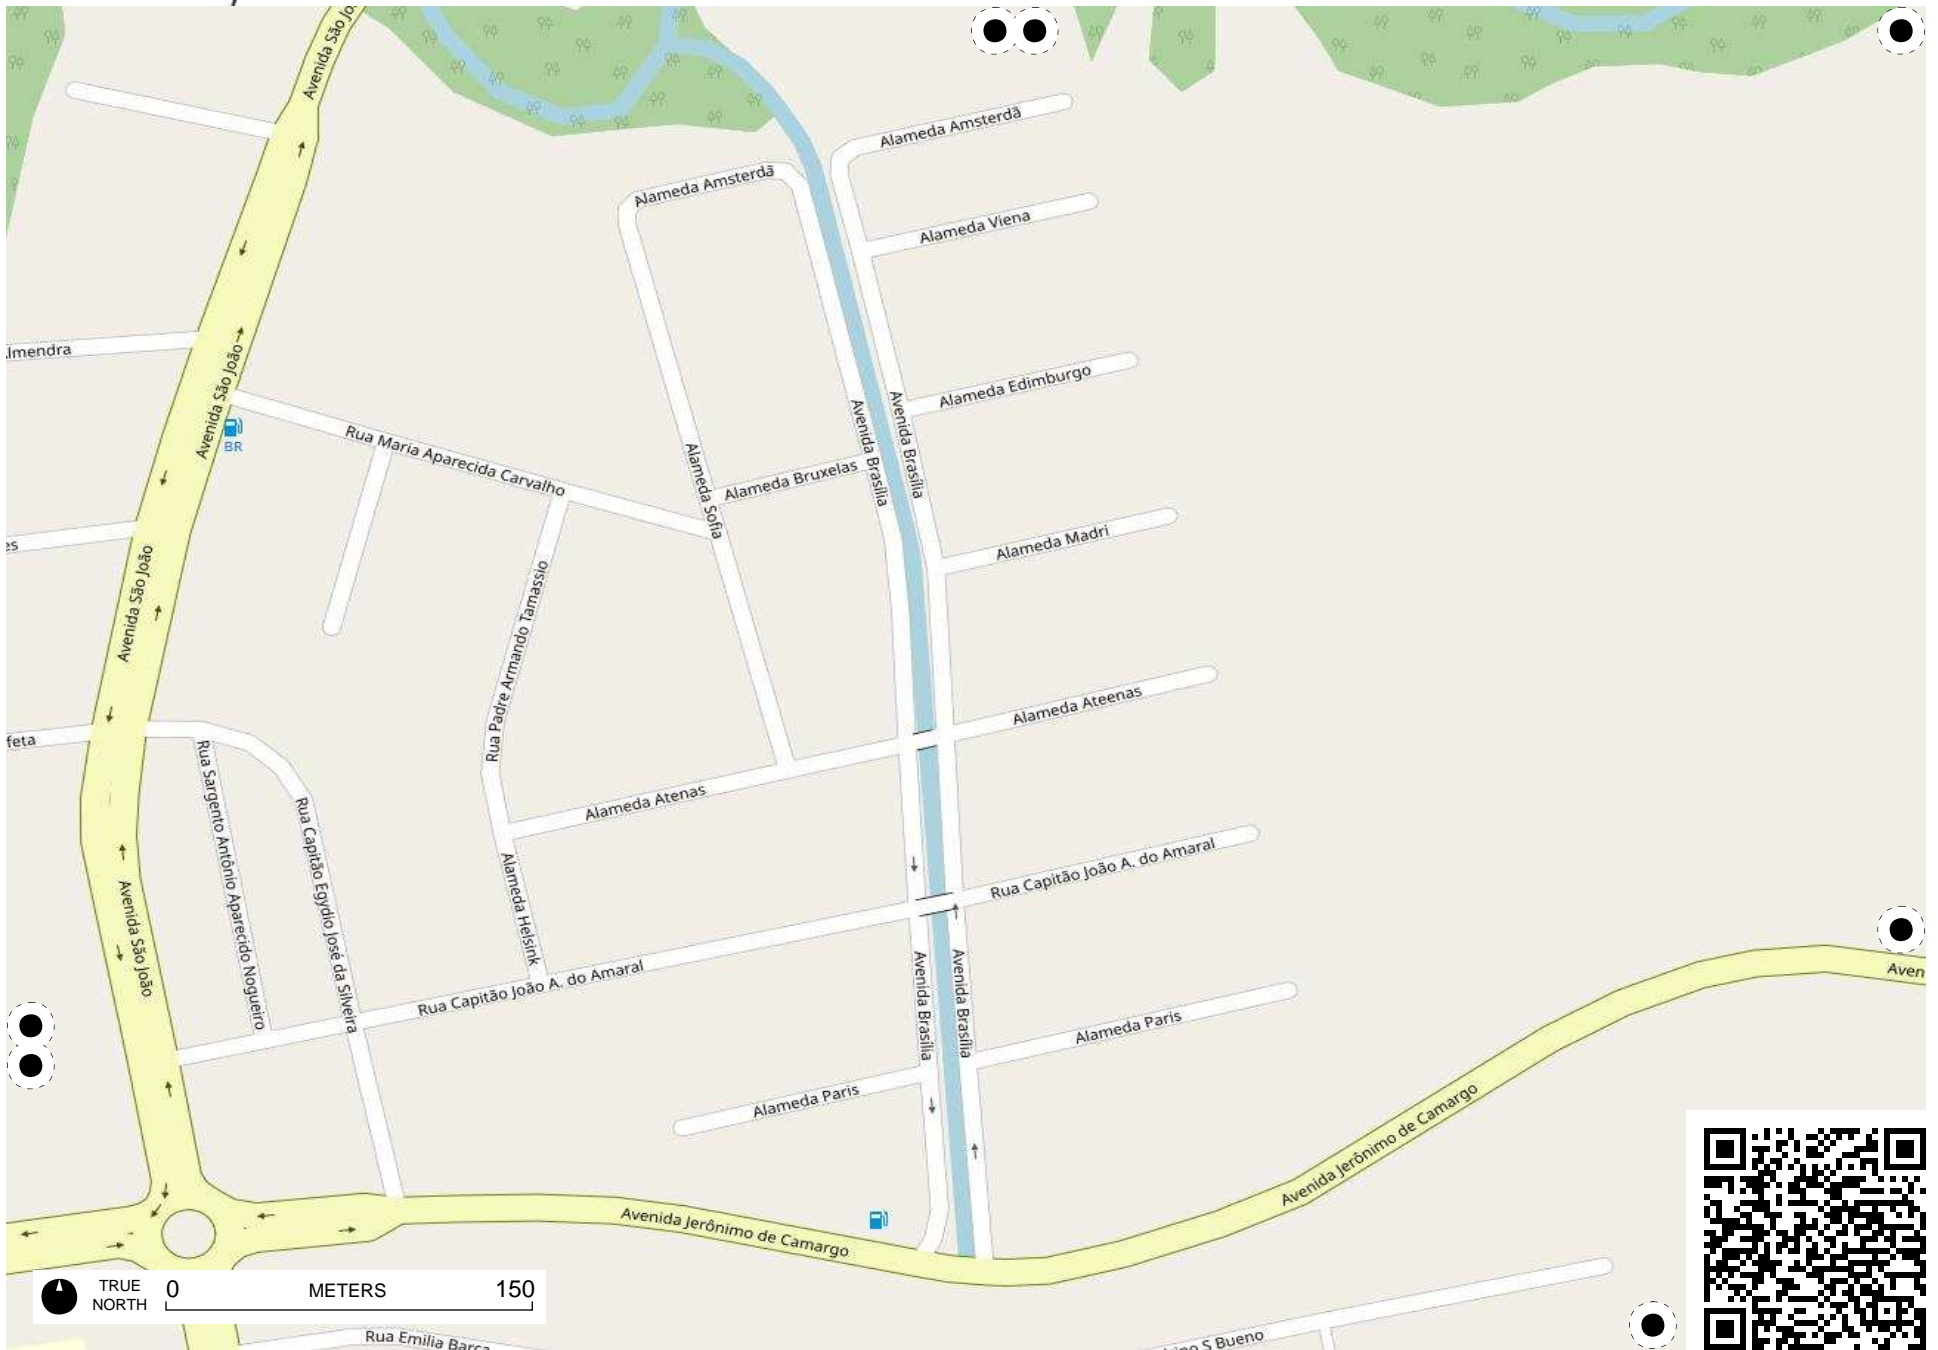 Avenida São Jo
Alameda Amsterdã
Alameda Amsterdã
Alameda Viena
lmendra
Avenida São João
BR
Alameda Edimburgo
Avenida Brasília
Avenida Brasília
Rua Maria Aparecida Carvalho
Alameda Sofia
Alameda Bruxelas
es
Alameda Madri
Avenida São João
Rua Padre Armando Tamassio
Alameda Ateenas
feta
Rua Sargento Antônio Aparecido Nogueiro
Rua Capitão Egydio José da Silveira
Alameda Atenas
Alameda Helsink
Rua Capitão João A. do Amaral
Avenida São João
Rua Capitão João A. do Amaral
Avenida Brasília
Avenida Brasília
Aven
Alameda Paris
Alameda Paris
Avenida Jerônimo de Camargo
Avenida Jerônimo de Camargo
TRUE NORTH
0 METERS 150
Rua Emilia Barca
ino S Bueno